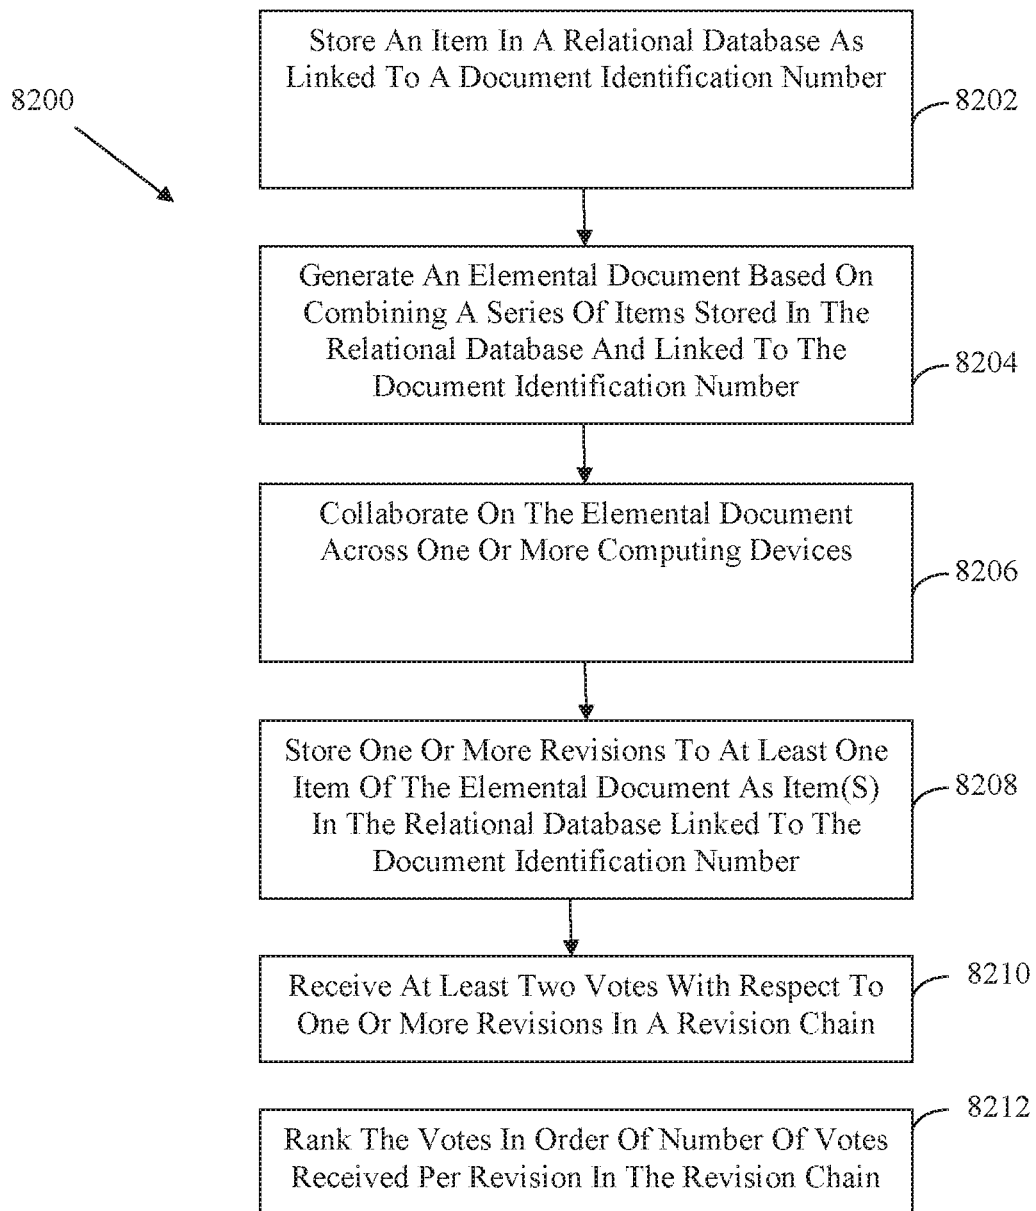 Store An Item In A Relational Database As
Linked To A Document Identification Number
8200
8202
Generate An Elemental Document Based On
Combining A Series Of Items Stored In The
Relational Database And Linked To The
Document Identification Number
8204
Collaborate On The Elemental Document
Across One Or More Computing Devices
8206
Store One Or More Revisions To At Least One
Item Of The Elemental Document As Item(S)
In The Relational Database Linked To The
Document Identification Number
8208
Receive At Least Two Votes With Respect To
One Or More Revisions In A Revision Chain
8210
Rank The Votes In Order Of Number Of Votes
Received Per Revision In The Revision Chain
8212